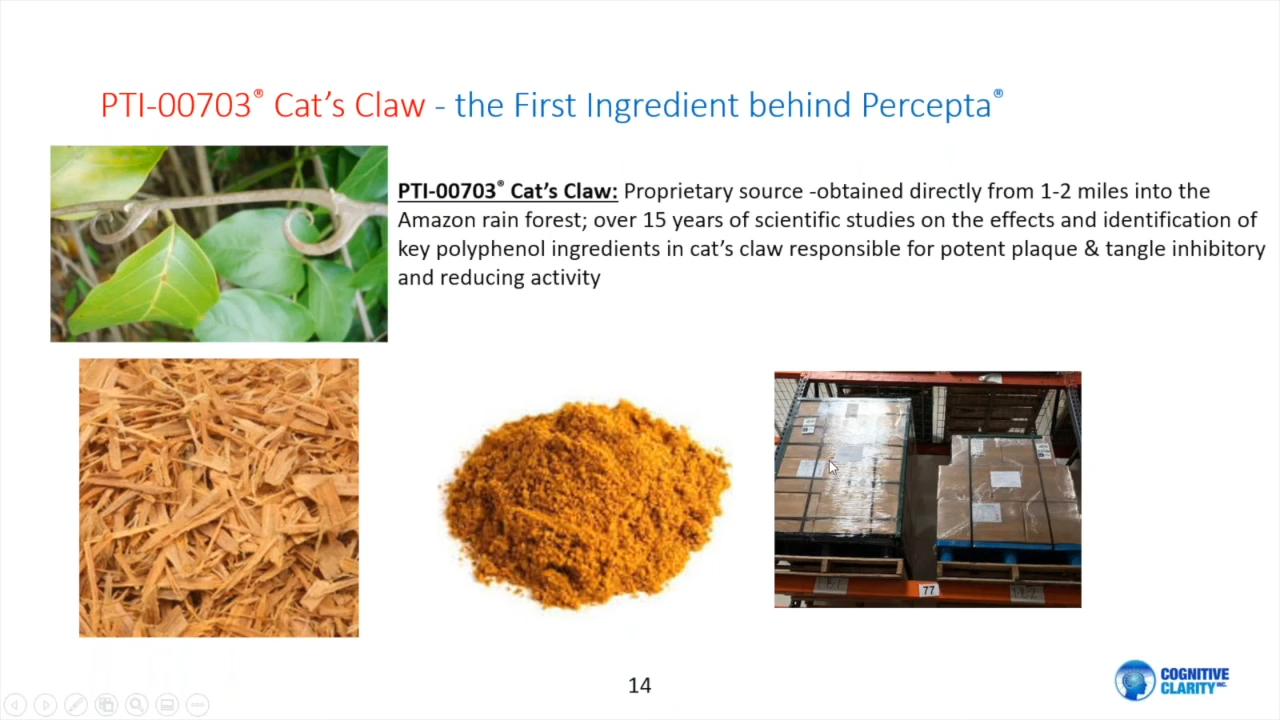 PTI-00703® Cat’s Claw - the First Ingredient behind Percepta®
PTI-00703® Cat’s Claw: Proprietary source -obtained directly from 1-2 miles into the
Amazon rain forest; over 15 years of scientific studies on the effects and identification of
key polyphenol ingredients in cat’s claw responsible for potent plaque & tangle inhibitory
and reducing activity
77
14
COGNITIVE
CLARITY INC.